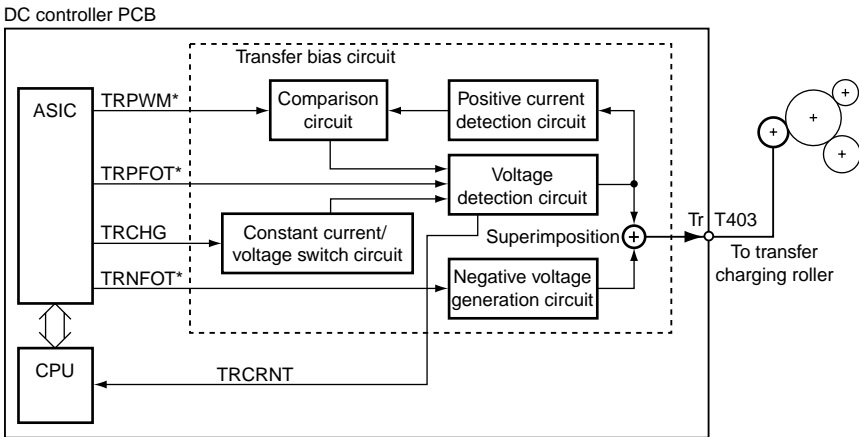 DC controller PCB
Transfer bias circuit
ASIC
TRPWM*
Comparison
circuit
Positive current
detection circuit
TRPFOT*
Voltage
detection circuit
TRCHG
Constant current/
voltage switch circuit
Superimposition
Tr
T403
To transfer
charging roller
TRNFOT*
Negative voltage
generation circuit
CPU
TRCRNT